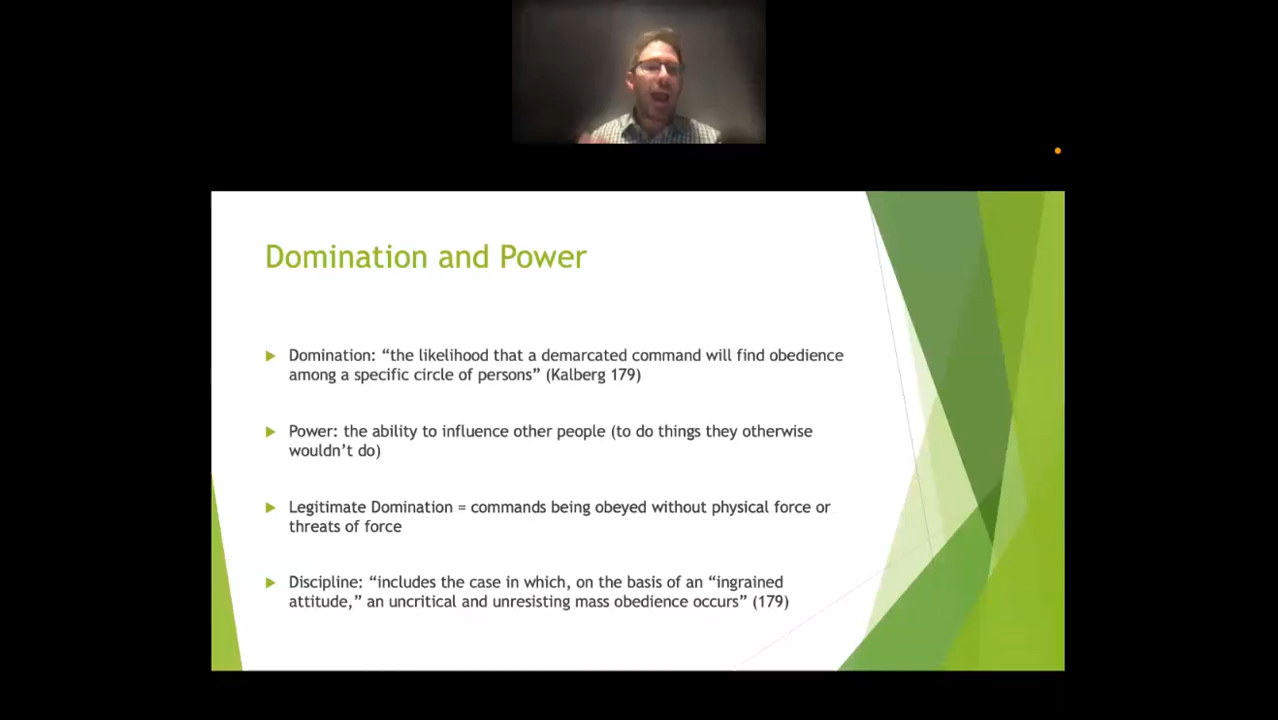 Domination and Power
Domination: “the likelihood that a demarcated command will find obedience
among a specific circle of persons” (Kalberg 179)
Power: the ability to influence other people (to do things they otherwise
wouldn’t do)
Legitimate Domination = commands being obeyed without physical force or
threats of force
Discipline: “includes the case in which, on the basis of an “ingrained
attitude,” an uncritical and unresisting mass obedience occurs” (179)